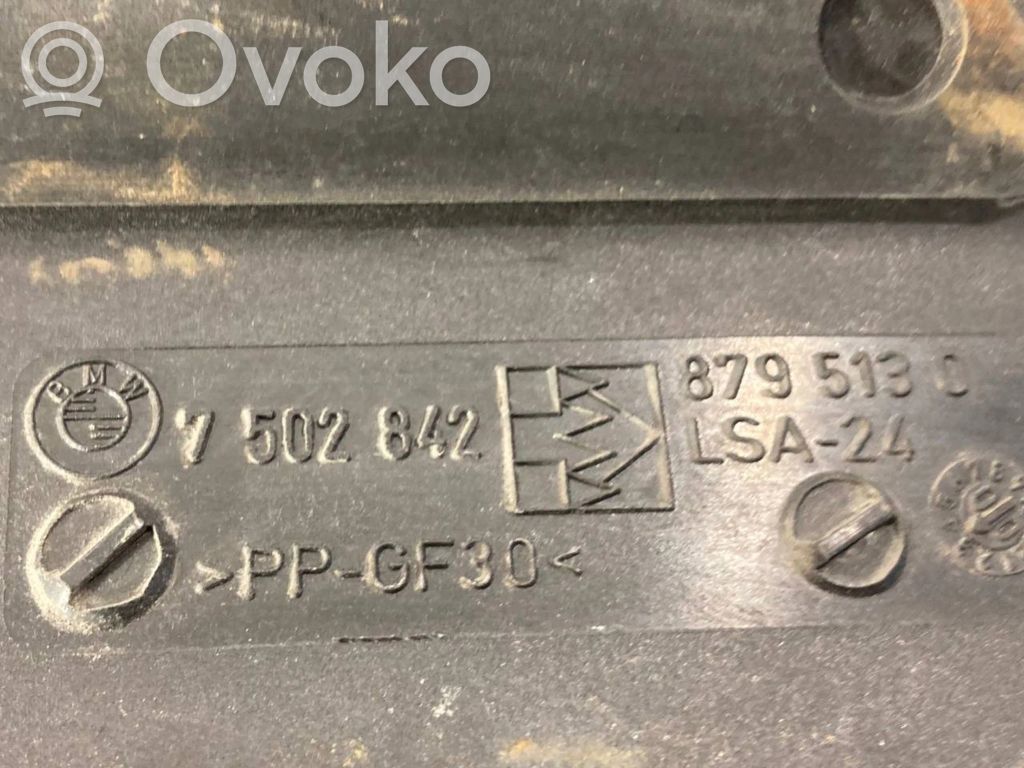 Ovoko
BMW
7 502 842
879 513 0
LSA-24
>PP-GF30<